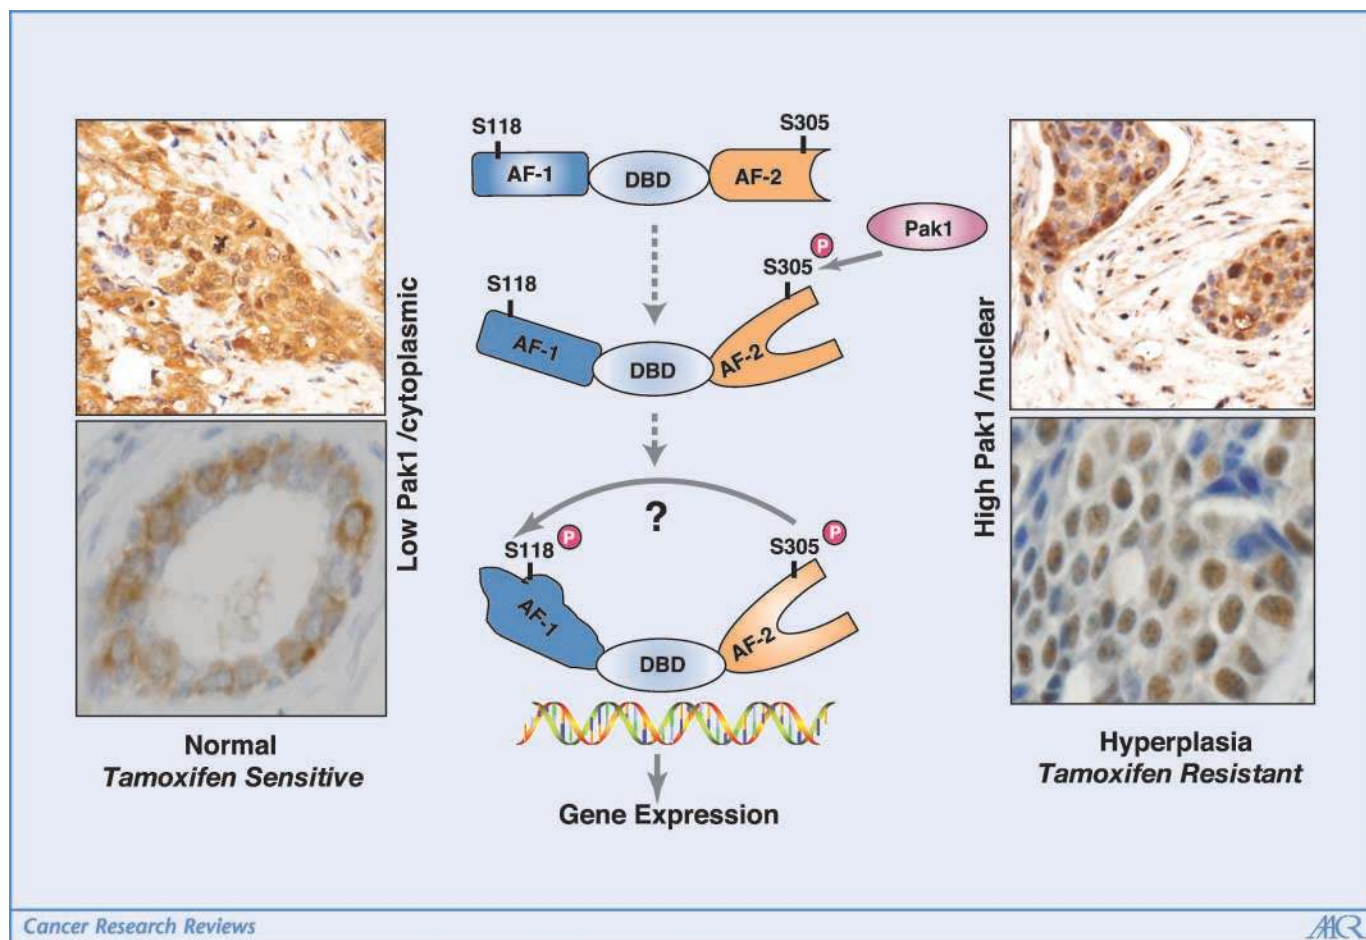 S118
S305
AF-1
DBD
AF-2
Pak1
P
S305
S118
AF-1
DBD
AF-2
Low Pak1 /cytoplasmic
High Pak1 /nuclear
?
S118
P
S305
P
AF-1
DBD
AF-2
Normal
Tamoxifen Sensitive
Hyperplasia
Tamoxifen Resistant
Gene Expression
Cancer Research Reviews
AACR